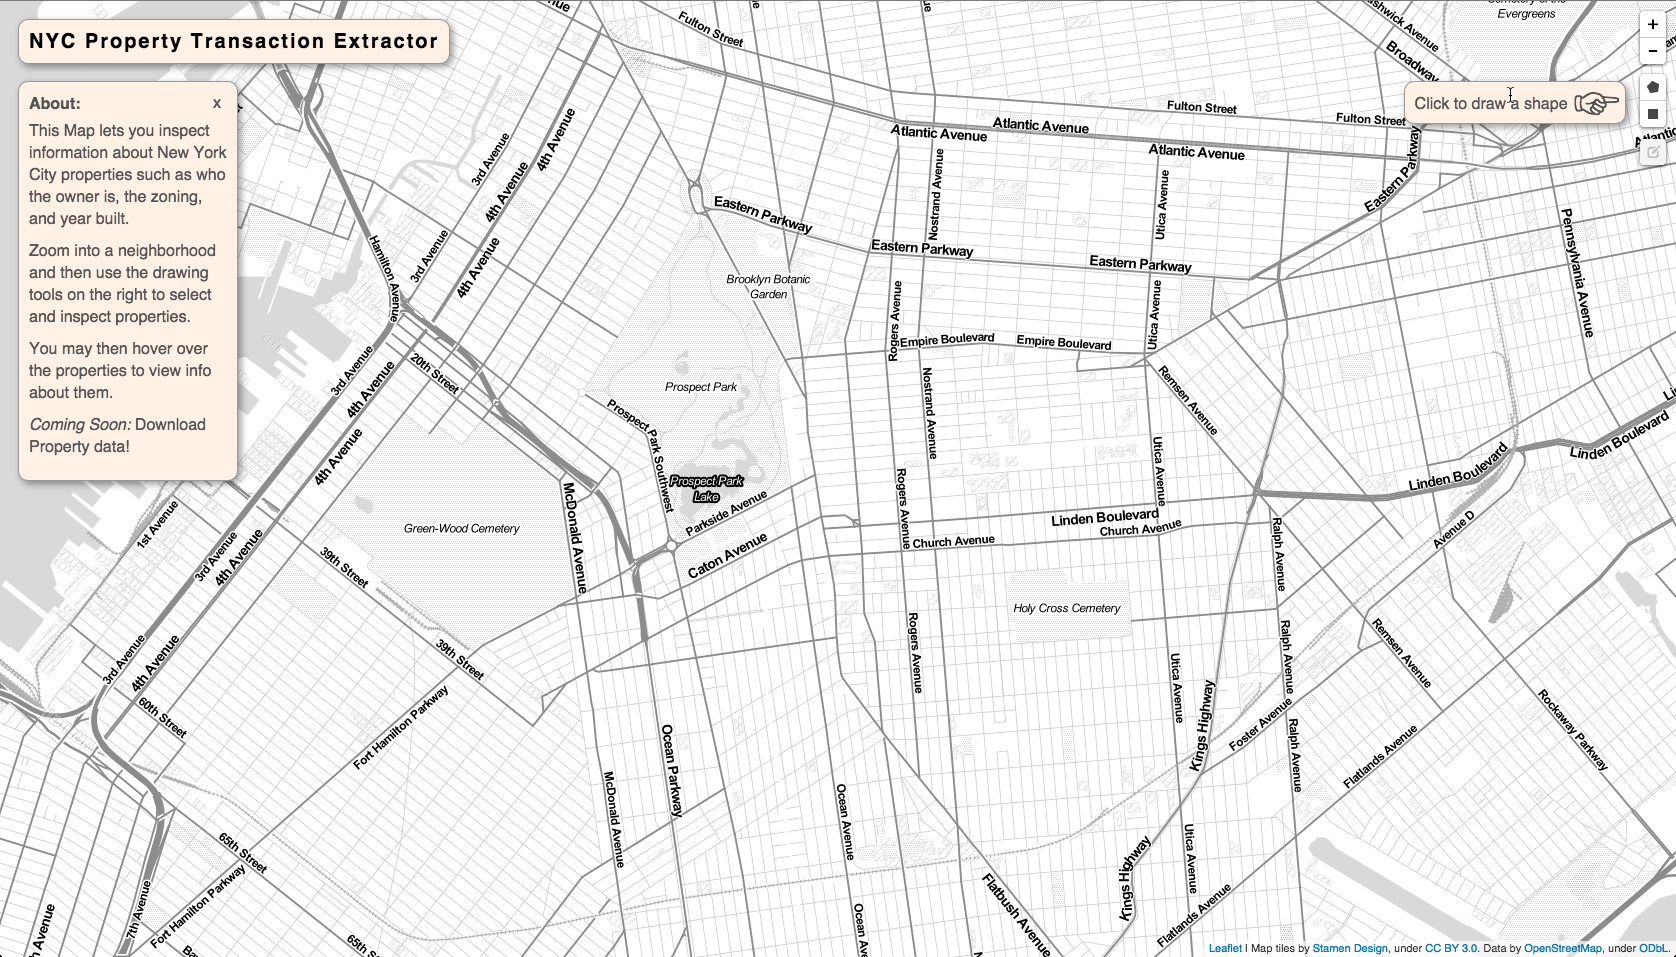 NYC Property Transaction Extractor
About:
x
This Map lets you inspect
information about New York
City properties such as who
the owner is, the zoning,
and year built.
Zoom into a neighborhood
and then use the drawing
tools on the right to select
and inspect properties.
You may then hover over
the properties to view info
about them.
Coming Soon: Download
Property data!
Click to draw a shape
+
−
Fulton Street
Evergreens
Broadway
Fulton Street
Fulton Street
Atlantic Avenue
Atlantic Avenue
Atlantic Avenue
Eastern Parkway
Eastern Parkway
Eastern Parkway
Eastern Parkway
3rd Avenue
4th Avenue
4th Avenue
3rd Avenue
4th Avenue
Hamilton Avenue
Nostrand Avenue
Utica Avenue
Pennsylvania Avenue
Brooklyn Botanic
Garden
Rogers Avenue
Utica Avenue
Empire Boulevard
Empire Boulevard
3rd Avenue
4th Avenue
20th Street
Prospect Park
Nostrand Avenue
Remsen Avenue
Prospect Park Southwest
4th Avenue
Utica Avenue
Linden Boulevard
Linden Boulevard
Prospect Park
Lake
Parkside Avenue
McDonald Avenue
Rogers Avenue
Linden Boulevard
Church Avenue
Church Avenue
Avenue D
Ralph Avenue
1st Avenue
3rd Avenue
4th Avenue
Green-Wood Cemetery
39th Street
Caton Avenue
Holy Cross Cemetery
Rogers Avenue
3rd Avenue
4th Avenue
39th Street
Utica Avenue
Ralph Avenue
Remsen Avenue
60th Street
Fort Hamilton Parkway
Ocean Parkway
Kings Highway
Foster Avenue
Ralph Avenue
Flatlands Avenue
Rockaway Parkway
McDonald Avenue
Ocean Avenue
65th Street
Fort Hamilton Parkway
7th Avenue
Flatbush Avenue
Kings Highway
Utica Avenue
Flatlands Avenue
Leaflet | Map tiles by Stamen Design, under CC BY 3.0. Data by OpenStreetMap, under ODbL.